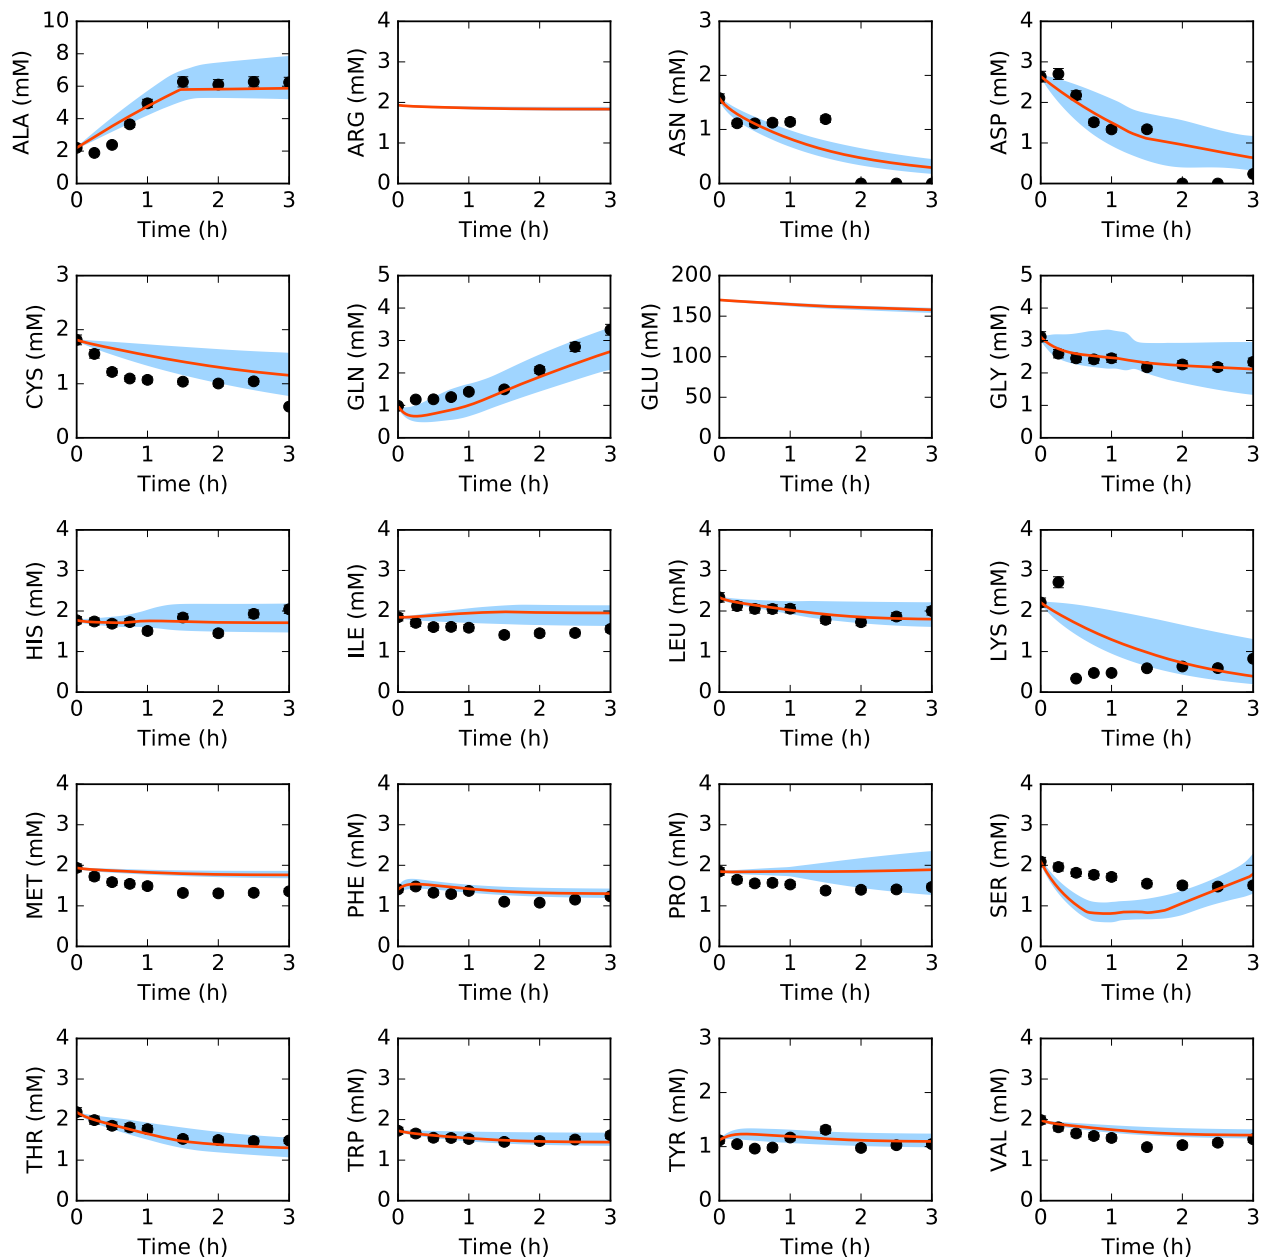 10
8
6
4
2
0
ALA (mM)
0 1 2 3
Time (h)
4
3
2
1
0
ARG (mM)
0 1 2 3
Time (h)
3
2
1
0
ASN (mM)
0 1 2 3
Time (h)
4
3
2
1
0
ASP (mM)
0 1 2 3
Time (h)
3
2
1
0
CYS (mM)
0 1 2 3
Time (h)
5
4
3
2
1
0
GLN (mM)
0 1 2 3
Time (h)
200
150
100
50
0
GLU (mM)
0 1 2 3
Time (h)
5
4
3
2
1
0
GLY (mM)
0 1 2 3
Time (h)
4
3
2
1
0
HIS (mM)
0 1 2 3
Time (h)
4
3
2
1
0
ILE (mM)
0 1 2 3
Time (h)
4
3
2
1
0
LEU (mM)
0 1 2 3
Time (h)
4
3
2
1
0
LYS (mM)
0 1 2 3
Time (h)
4
3
2
1
0
MET (mM)
0 1 2 3
Time (h)
4
3
2
1
0
PHE (mM)
0 1 2 3
Time (h)
4
3
2
1
0
PRO (mM)
0 1 2 3
Time (h)
4
3
2
1
0
SER (mM)
0 1 2 3
Time (h)
4
3
2
1
0
THR (mM)
0 1 2 3
Time (h)
4
3
2
1
0
TRP (mM)
0 1 2 3
Time (h)
3
2
1
0
TYR (mM)
0 1 2 3
Time (h)
4
3
2
1
0
VAL (mM)
0 1 2 3
Time (h)